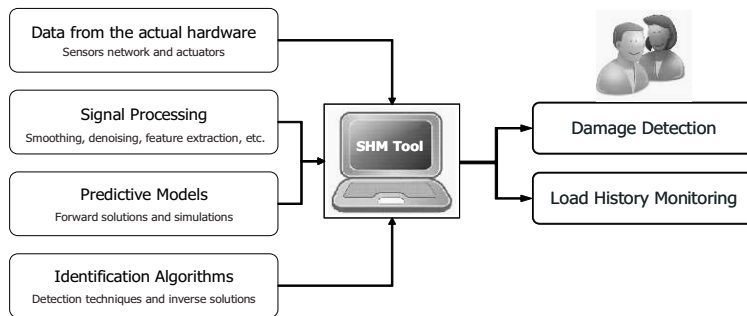 Data from the actual hardware
Sensors network and actuators
Signal Processing
Smoothing, denoising, feature extraction, etc.
Predictive Models
Forward solutions and simulations
Identification Algorithms
Detection techniques and inverse solutions
SHM Tool
Damage Detection
Load History Monitoring